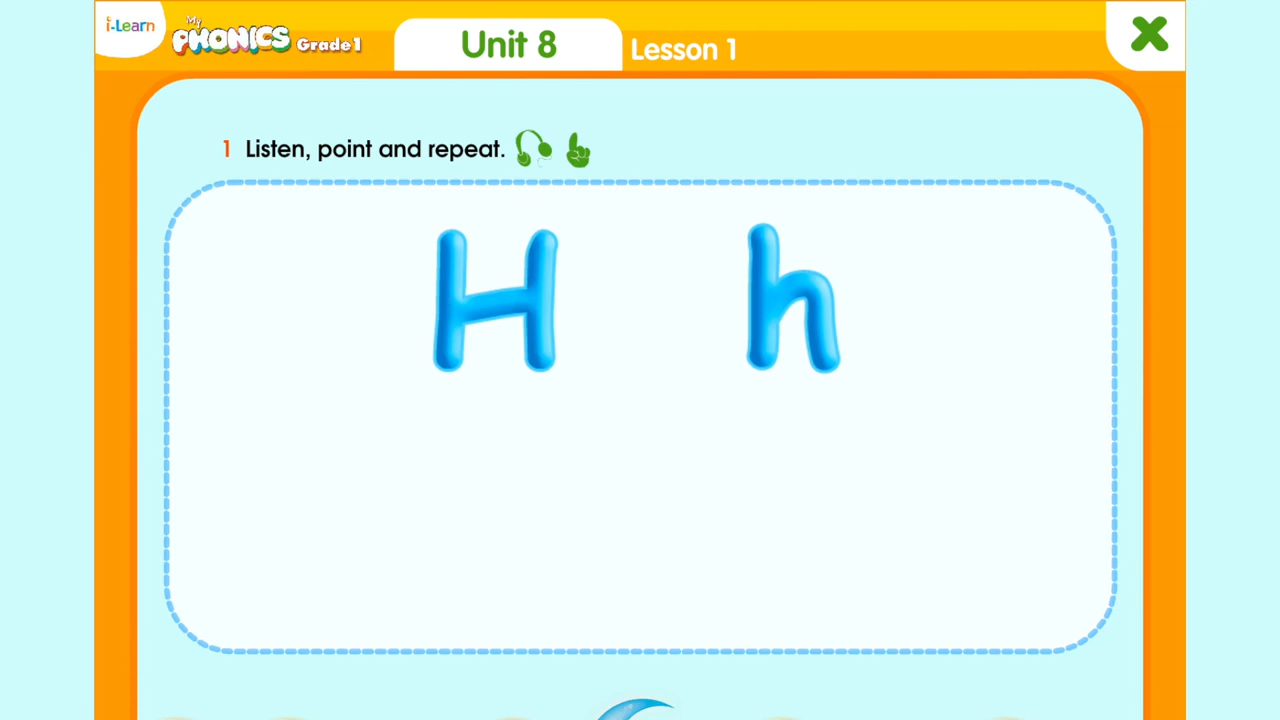 i-Learn
My
PHONICS Grade 1
Unit 8
Lesson 1
1 Listen, point and repeat.
H h